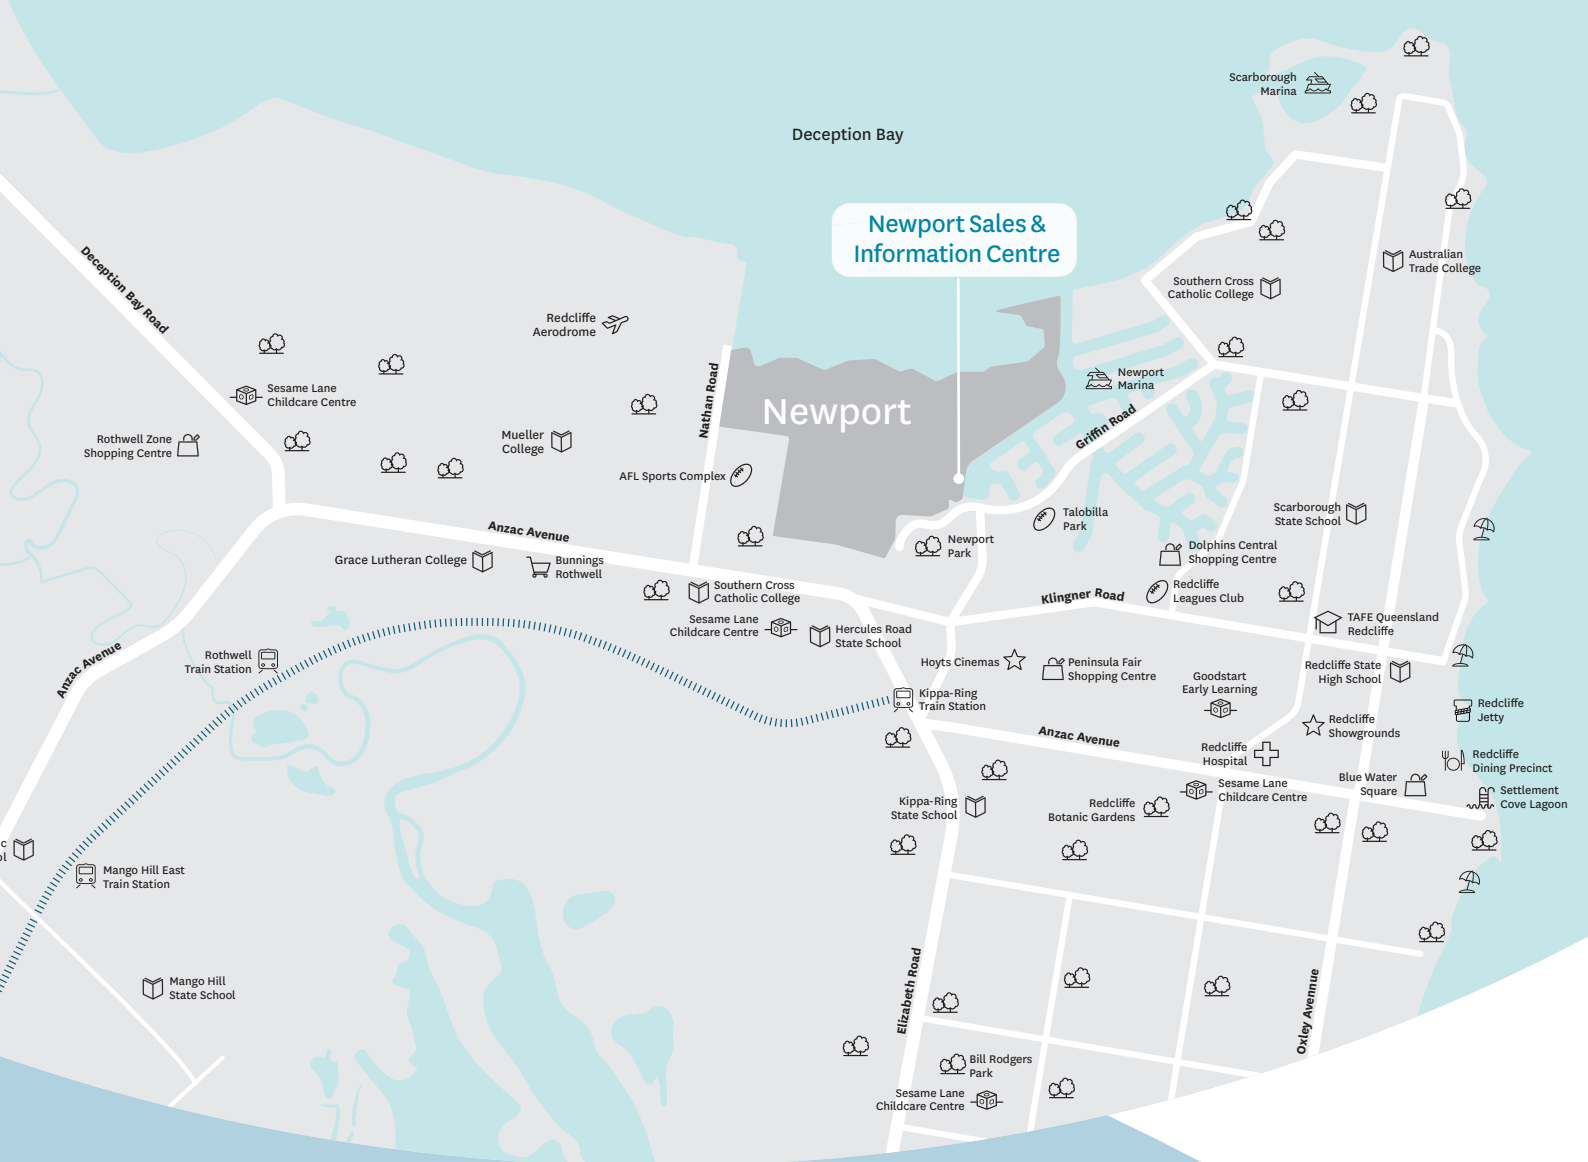 Scarborough
Marina
Deception Bay
Newport Sales &
Information Centre
Australian
Trade College
Southern Cross
Catholic College
Deception Bay Road
Redcliffe
Aerodrome
Newport
Marina
Nathan Road
Newport
Griffin Road
Sesame Lane
Childcare Centre
Rothwell Zone
Shopping Centre
Mueller
College
AFL Sports Complex
Talobilla
Park
Scarborough
State School
Anzac Avenue
Newport
Park
Dolphins Central
Shopping Centre
Grace Lutheran College
Bunnings
Rothwell
Southern Cross
Catholic College
Klingner Road
Redcliffe
Leagues Club
Sesame Lane
Childcare Centre
Hercules Road
State School
TAFE Queensland
Redcliffe
Anzac Avenue
Rothwell
Train Station
Hoyts Cinemas
Peninsula Fair
Shopping Centre
Goodstart
Early Learning
Redcliffe State
High School
Kippa-Ring
Train Station
Redcliffe
Jetty
Redcliffe
Showgrounds
Anzac Avenue
Redcliffe
Hospital
Redcliffe
Dining Precinct
Blue Water
Square
Sesame Lane
Childcare Centre
Settlement
Cove Lagoon
Kippa-Ring
State School
Redcliffe
Botanic Gardens
c
ol
Mango Hill East
Train Station
Mango Hill
State School
Elizabeth Road
Oxley Avennue
Bill Rodgers
Park
Sesame Lane
Childcare Centre